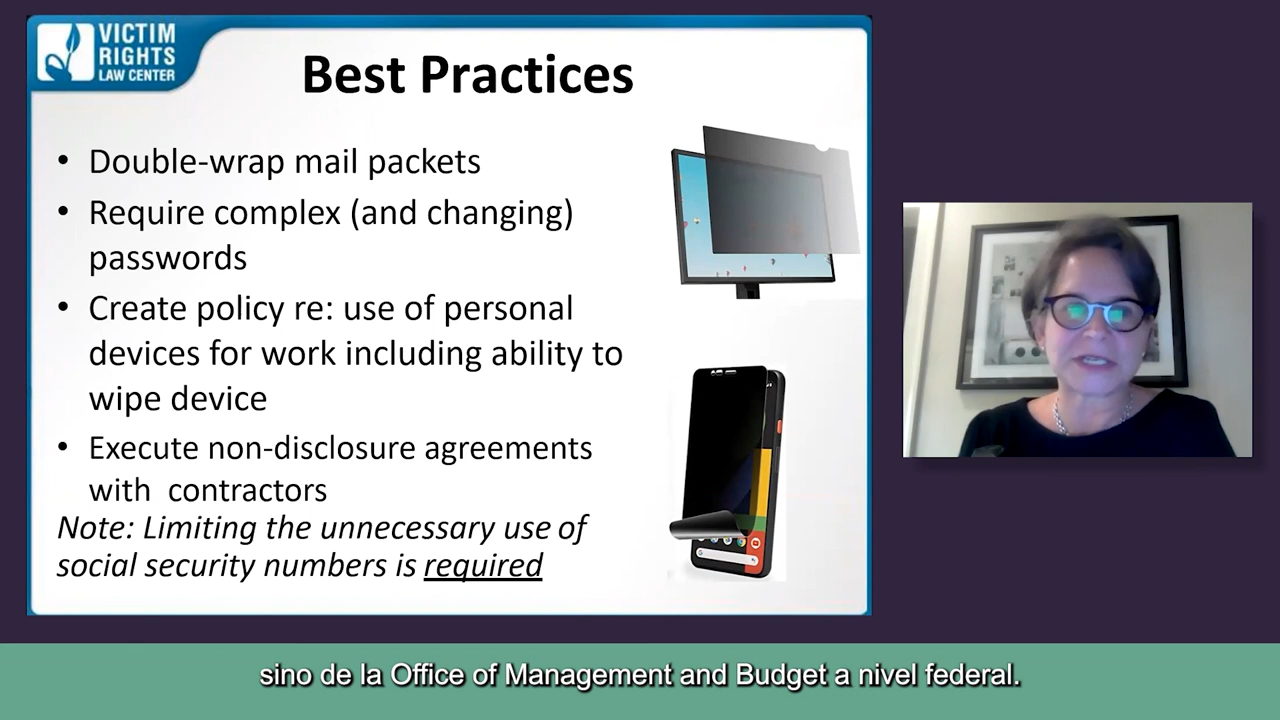 VICTIM
RIGHTS
LAW CENTER
Best Practices
• Double-wrap mail packets
• Require complex (and changing)
passwords
• Create policy re: use of personal
devices for work including ability to
wipe device
• Execute non-disclosure agreements
with contractors
Note: Limiting the unnecessary use of
social security numbers is required
sino de la Office of Management and Budget a nivel federal.